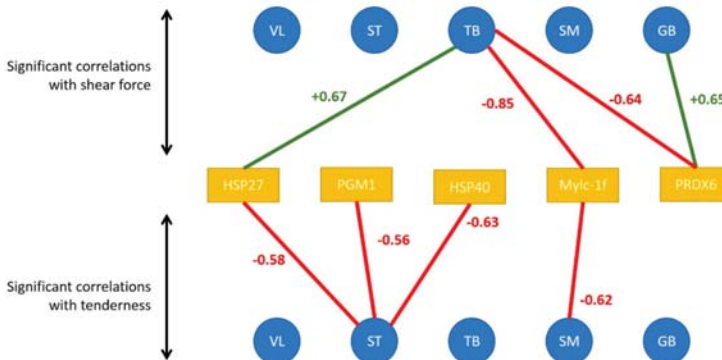 VL ST TB SM GB
Significant correlations
with shear force
+0.67 -0.85 -0.64 +0.65
HSP27 PGM1 HSP40 Mylc-1f PRDX6
-0.58 -0.56 -0.63 -0.62
Significant correlations
with tenderness
VL ST TB SM GB